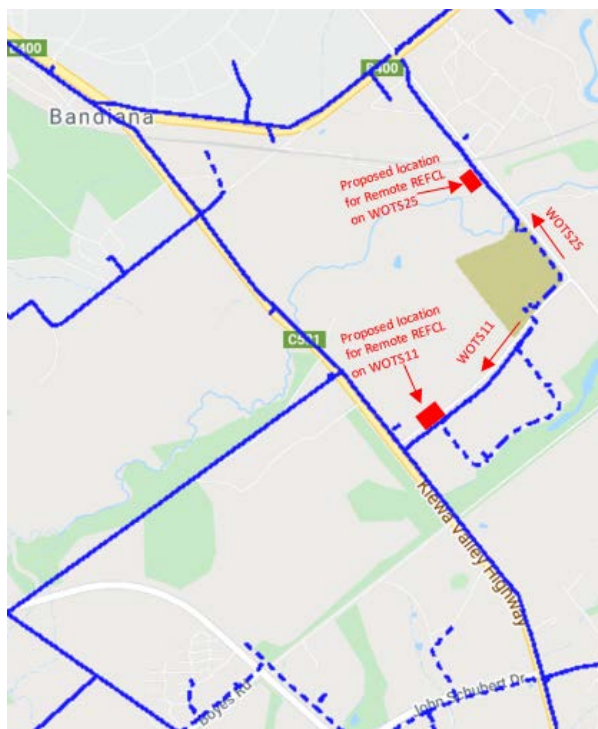 B400
B400
Bandiana
Proposed location
for Remote REFCL
on WOTS25
WOTS25
Proposed location
for Remote REFCL
on WOTS11
WOTS11
C531
Kiewa Valley Highway
Boyes Rd
John Schubert Dr